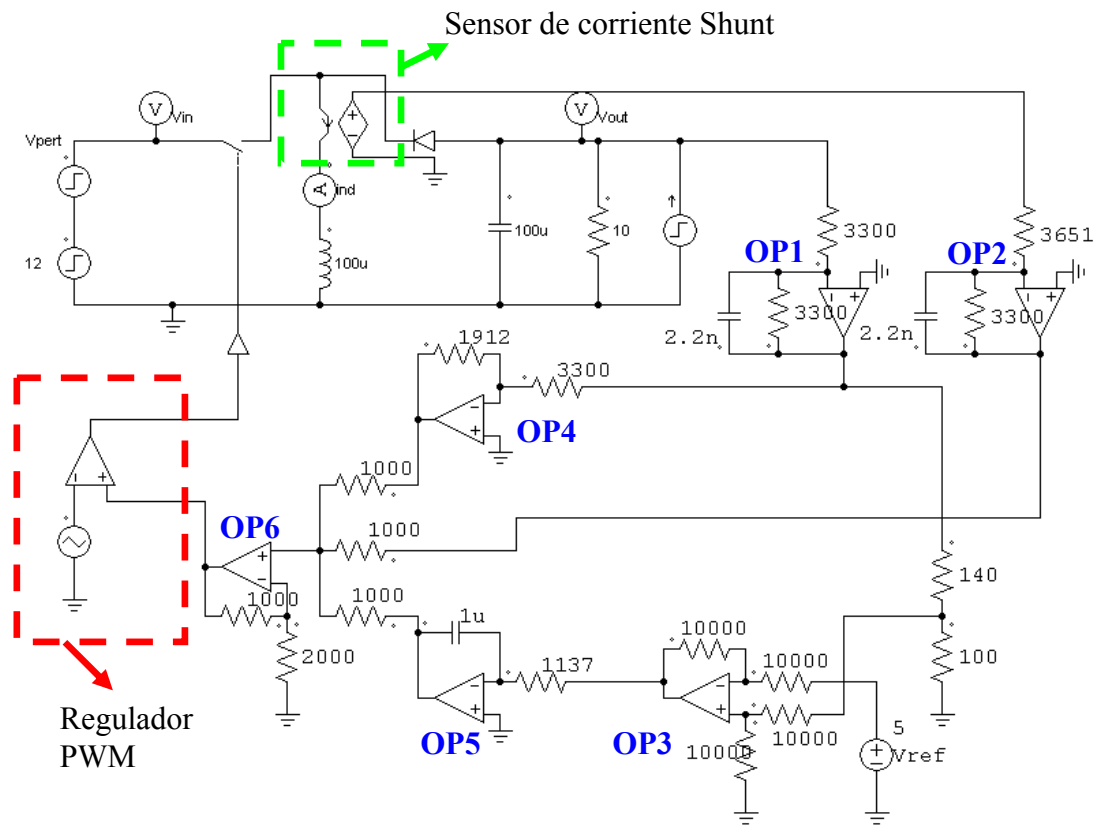 Sensor de corriente Shunt
V
Vin
V
Vout
Vpert
A
ind
12
100u
100u
10
3300
3651
OP1
OP2
3300
3300
2.2n
2.2n
1912
3300
OP4
1000
OP6
1000
1000
1000
2000
1u
1137
OP5
10000
10000
10000
10000
OP3
140
100
5
Vref
Regulador
PWM